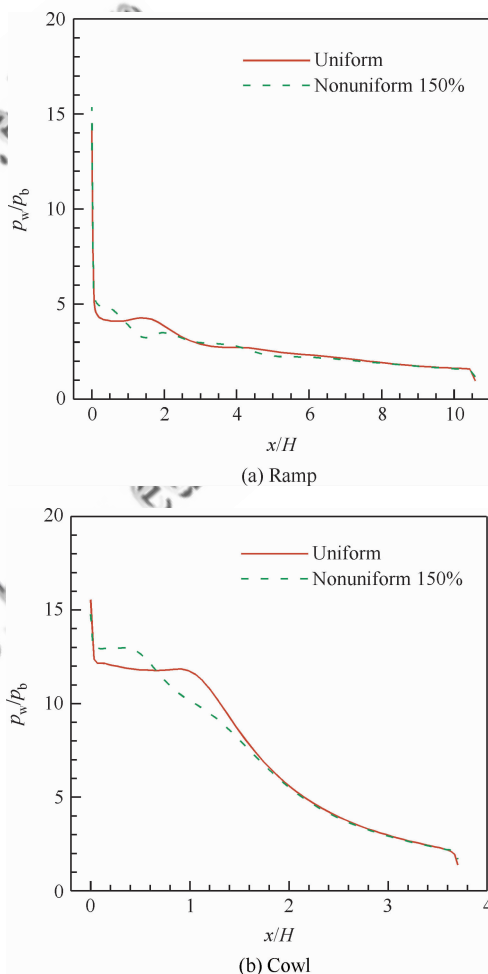 20
15
10
5
0
p_w/p_b
Uniform
Nonuniform 150%
0 2 4 6 8 10
x/H
(a) Ramp
20
15
10
5
0
p_w/p_b
Uniform
Nonuniform 150%
0 1 2 3 4
x/H
(b) Cowl